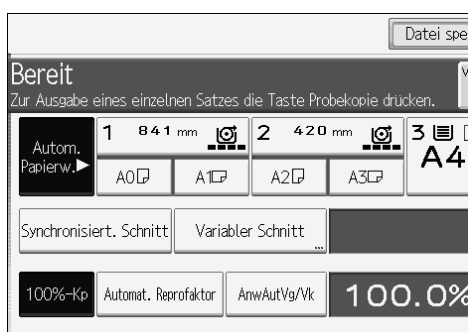 Datei spe
Bereit
Zur Ausgabe eines einzelnen Satzes die Taste Probekopie drücken.
Autom.
Papierw.▶
1 841 mm
2 420 mm
3
A4
A0
A1
A2
A3
Synchronisiert. Schnitt
Variabler Schnitt
...
100%-Kp
Automat. Reprofaktor
AnwAutVg/Vk
100.0%